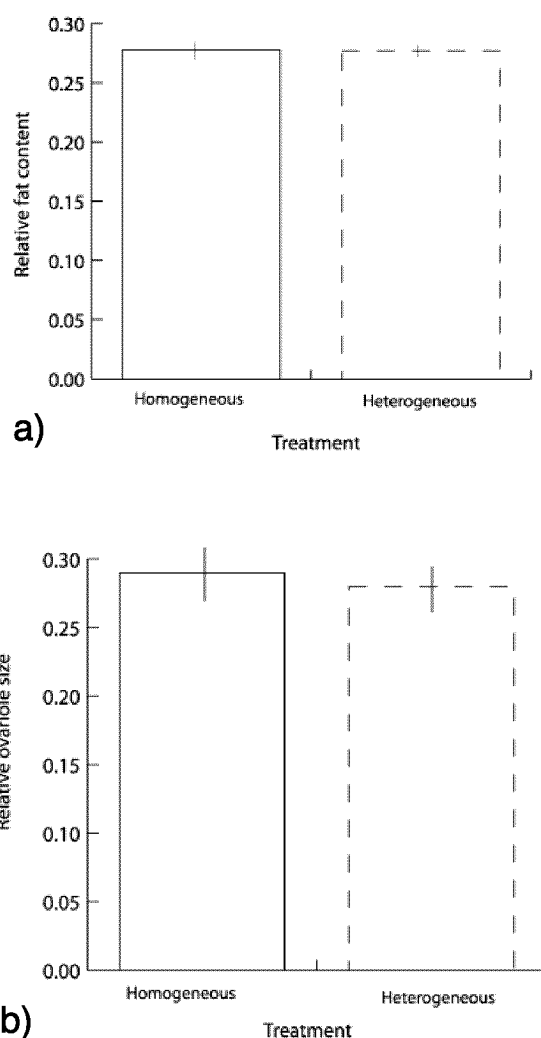 0.30
0.25
0.20
0.15
0.10
0.05
0.00
Relative fat content
Homogeneous
Heterogeneous
a)
Treatment
0.30
0.25
0.20
0.15
0.10
0.05
0.00
Relative ovariole size
Homogeneous
Heterogeneous
b)
Treatment